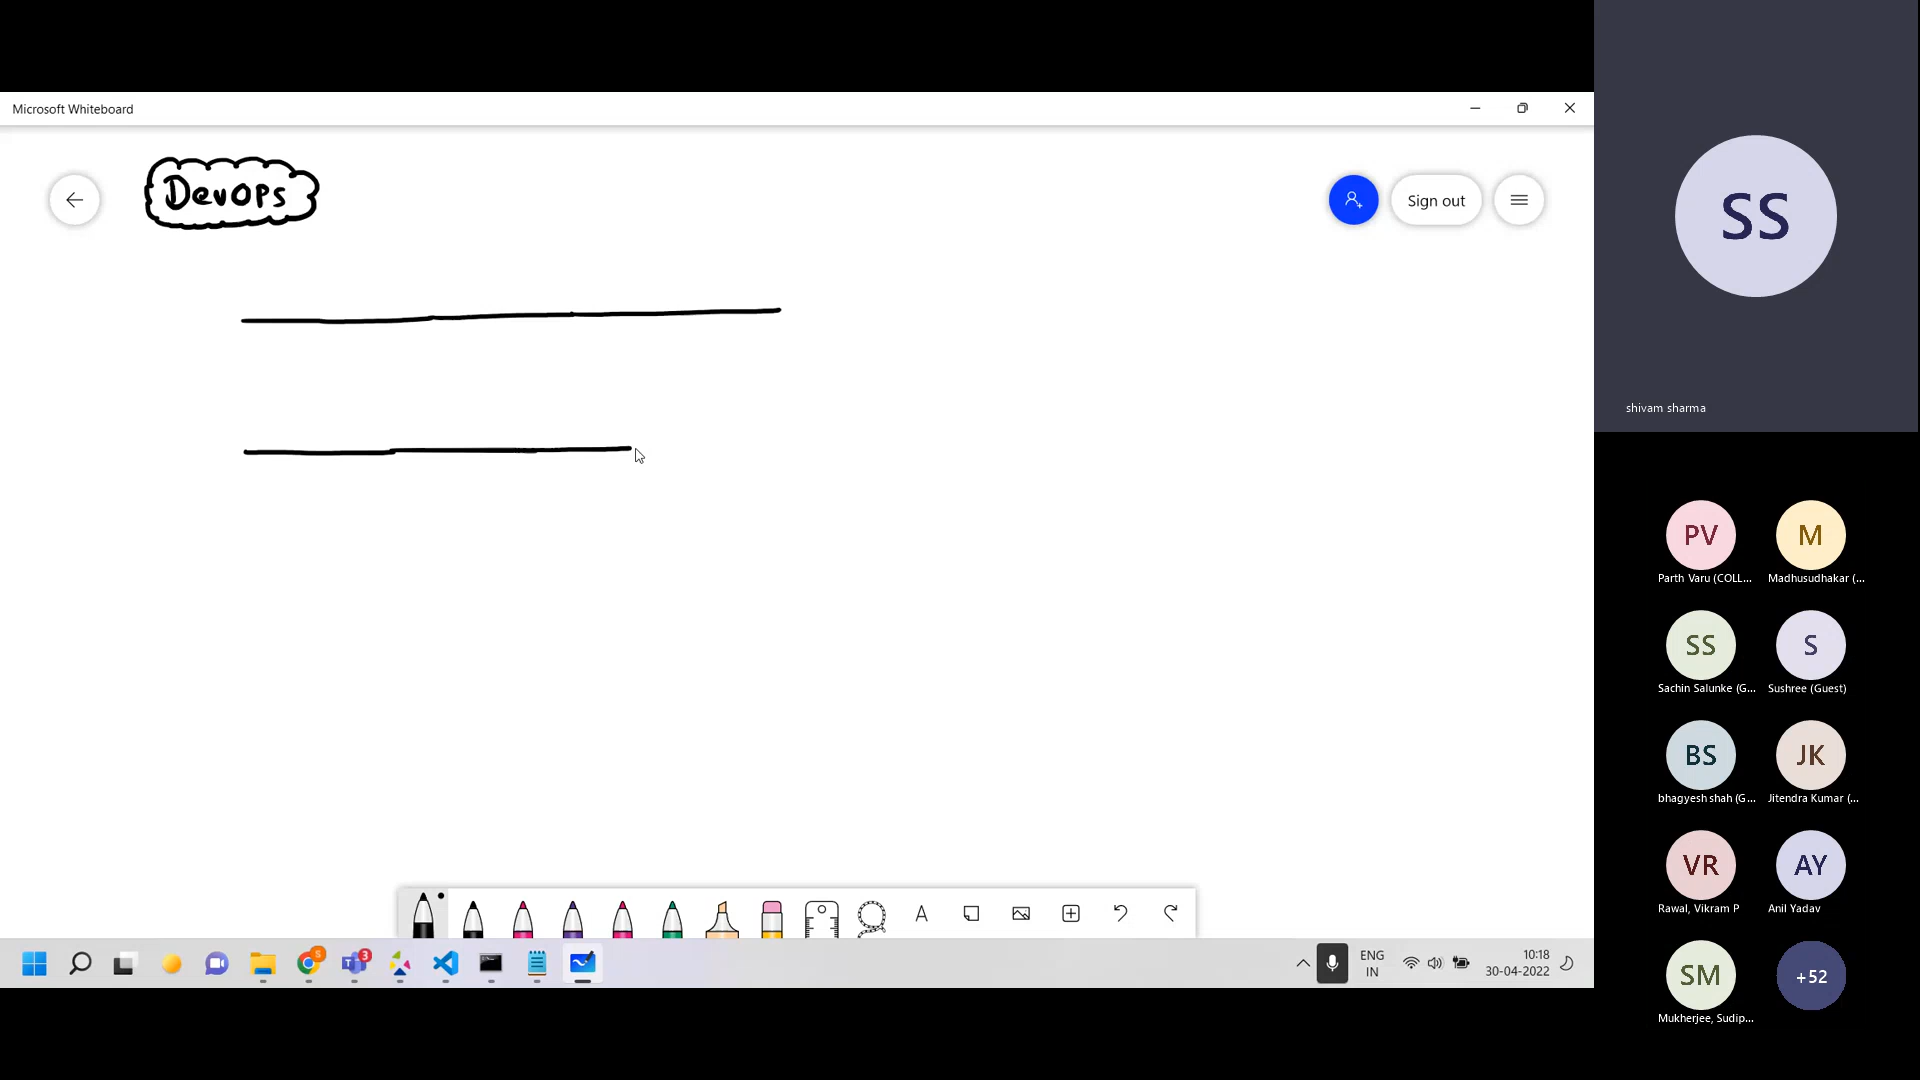 Microsoft Whiteboard
DevOps
Sign out
A
SS
shivam sharma
PV
M
Parth Varu (COLL...
Madhusudhakar (...
SS
S
Sachin Salunke (G...
Sushree (Guest)
BS
JK
bhagyesh shah (G...
Jitendra Kumar (...
VR
AY
Rawal, Vikram P
Anil Yadav
SM
+52
Mukherjee, Sudip...
S
3
ENG
IN
10:18
30-04-2022